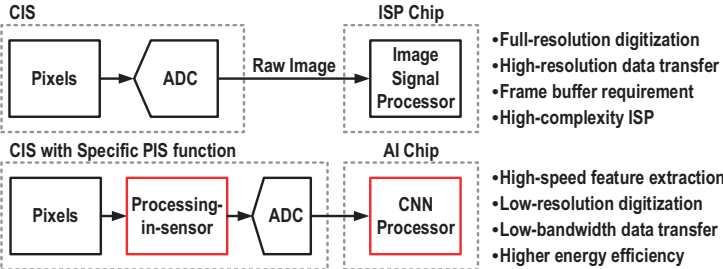 CIS
ISP Chip
Pixels
ADC
Raw Image
Image
Signal
Processor
•Full-resolution digitization
•High-resolution data transfer
•Frame buffer requirement
•High-complexity ISP
CIS with Specific PIS function
AI Chip
Pixels
Processing-
in-sensor
ADC
CNN
Processor
•High-speed feature extraction
•Low-resolution digitization
•Low-bandwidth data transfer
•Higher energy efficiency